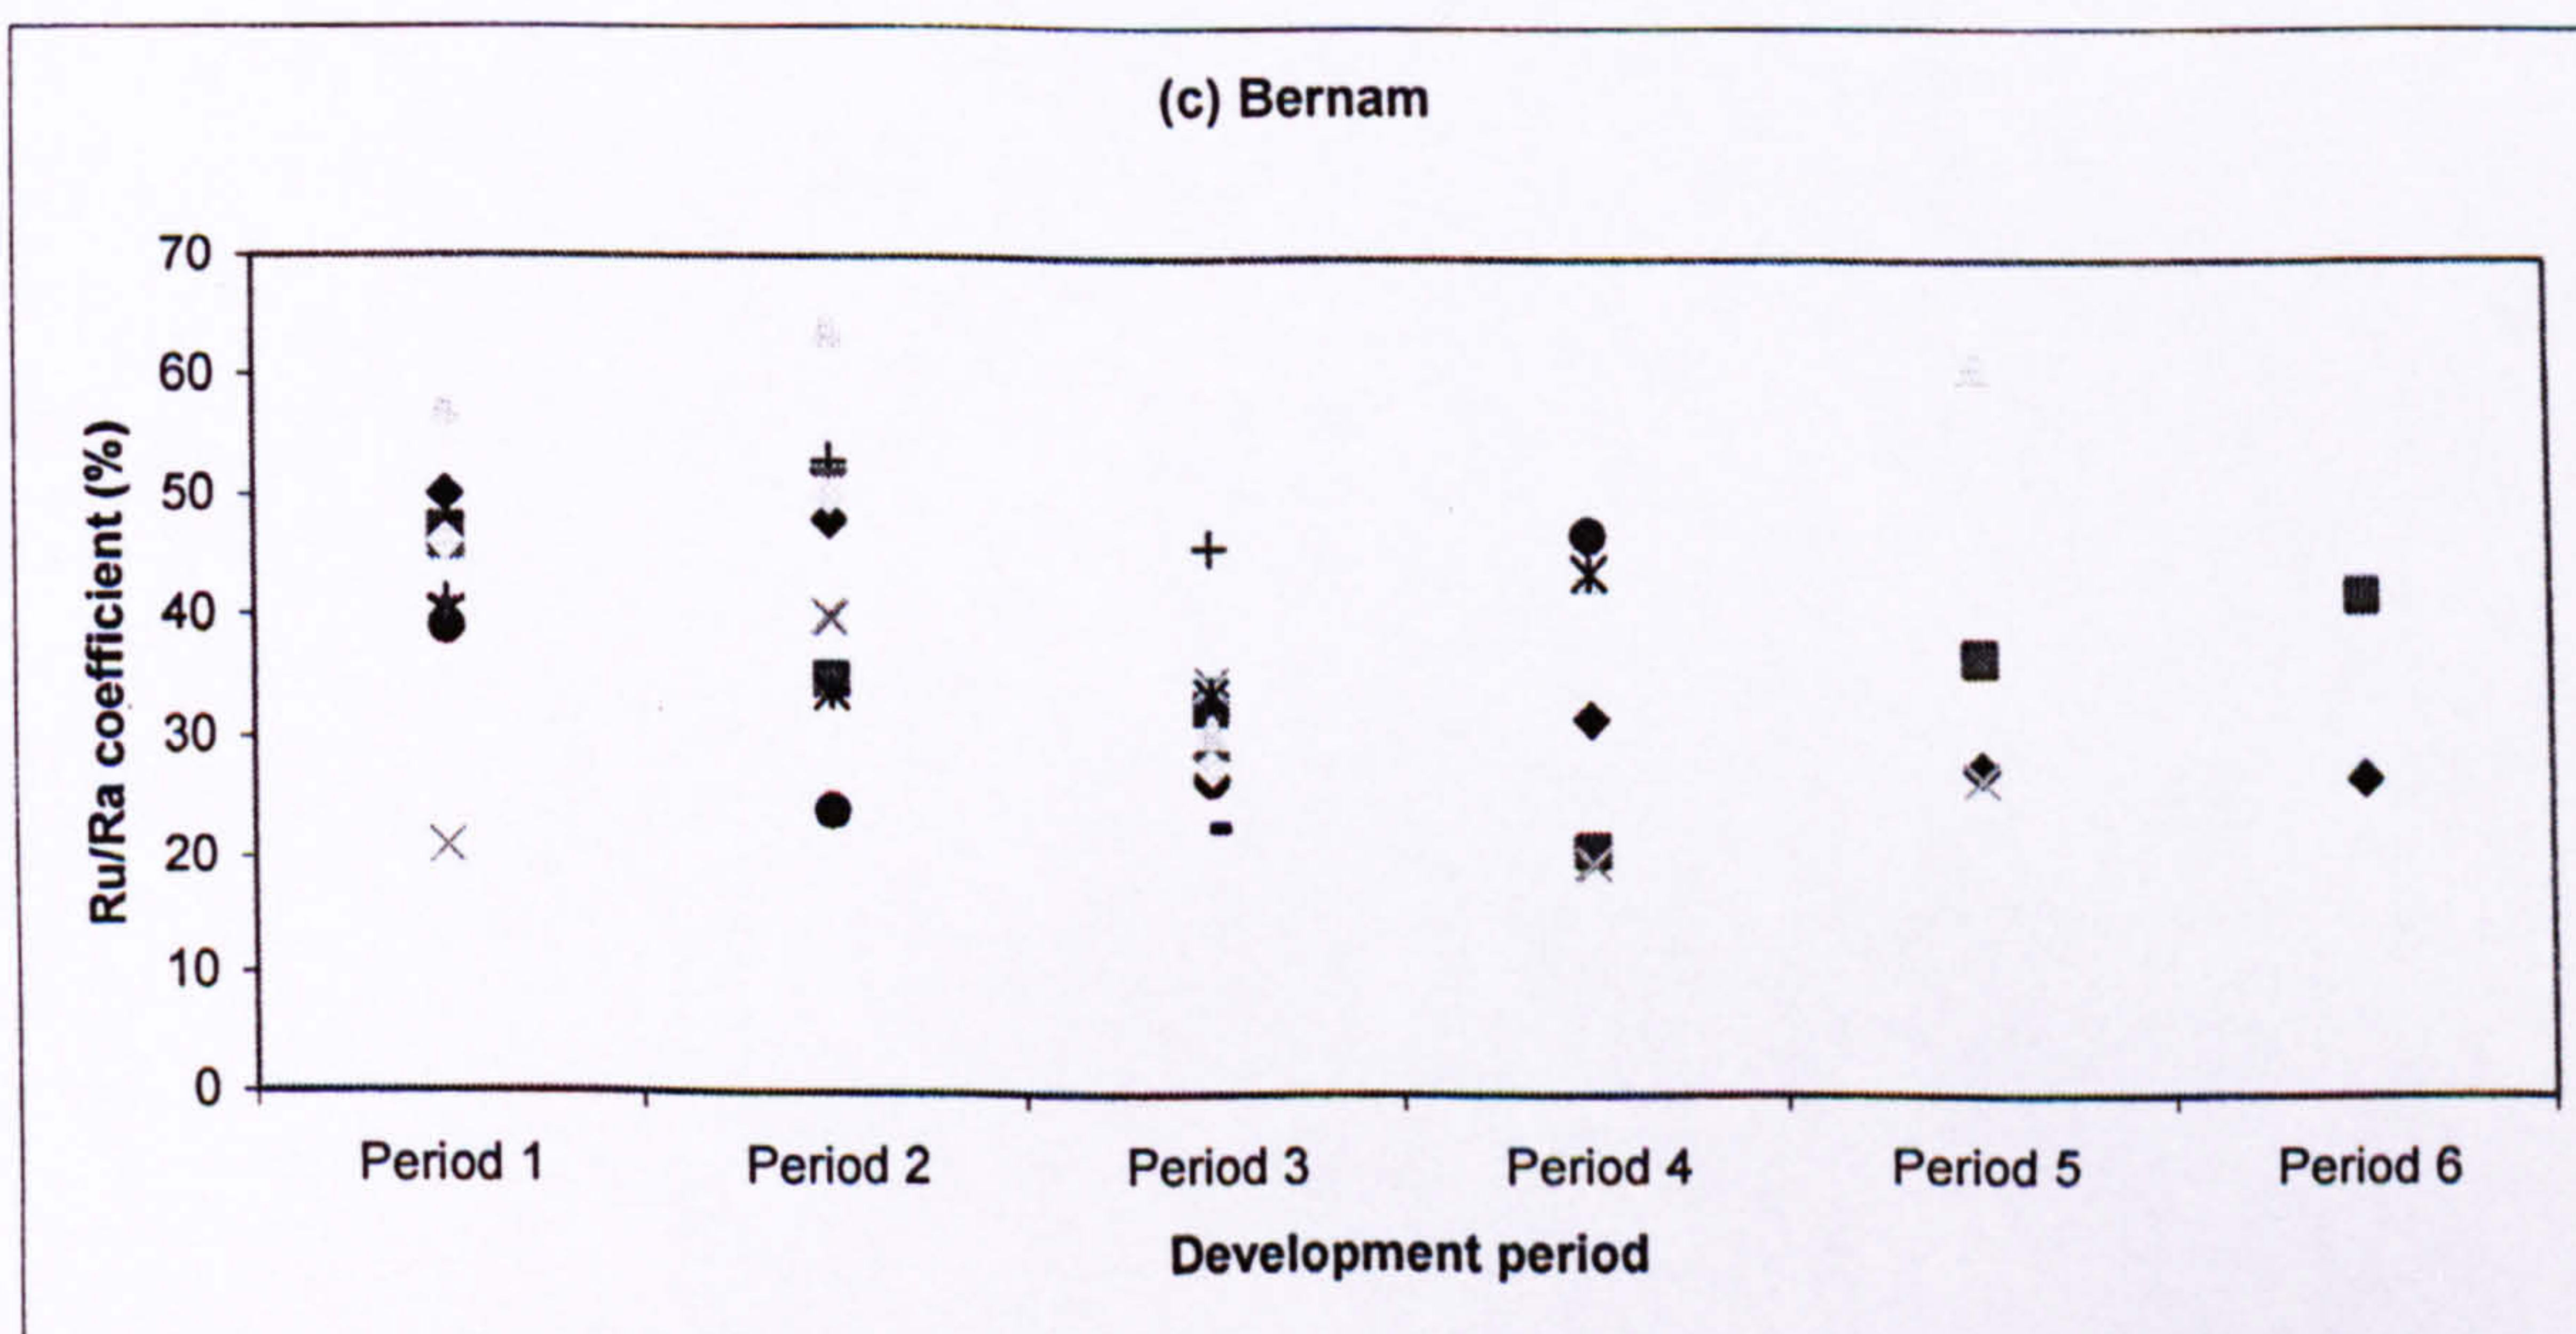 (c) Bernam
Ru/Ra coefficient (%)
70
60
50
40
30
20
10
0
Period 1 Period 2 Period 3 Period 4 Period 5 Period 6
Development period